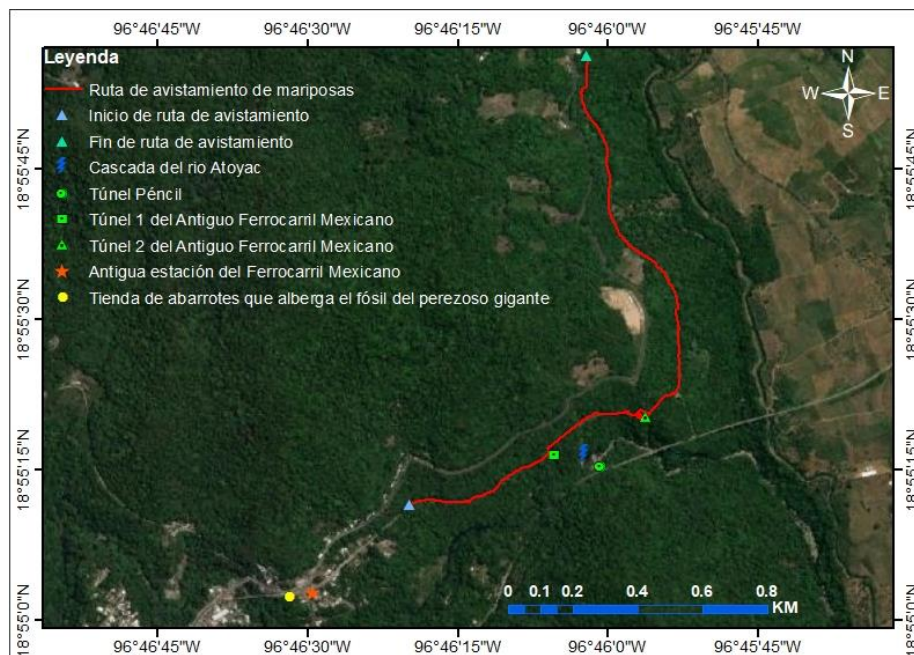 96°46'45"W 96°46'30"W 96°46'15"W 96°46'0"W 96°45'45"W
Leyenda
Ruta de avistamiento de mariposas
Inicio de ruta de avistamiento
Fin de ruta de avistamiento
Cascada del rio Atoyac
Túnel Péncil
Túnel 1 del Antiguo Ferrocarril Mexicano
Túnel 2 del Antiguo Ferrocarril Mexicano
Antigua estación del Ferrocarril Mexicano
Tienda de abarrotes que alberga el fósil del perezoso gigante
N
W E
S
18°55'45"N 18°55'45"N
18°55'30"N 18°55'30"N
18°55'15"N 18°55'15"N
18°55'0"N 18°55'0"N
0 0.1 0.2 0.4 0.6 0.8
KM
96°46'45"W 96°46'30"W 96°46'15"W 96°46'0"W 96°45'45"W